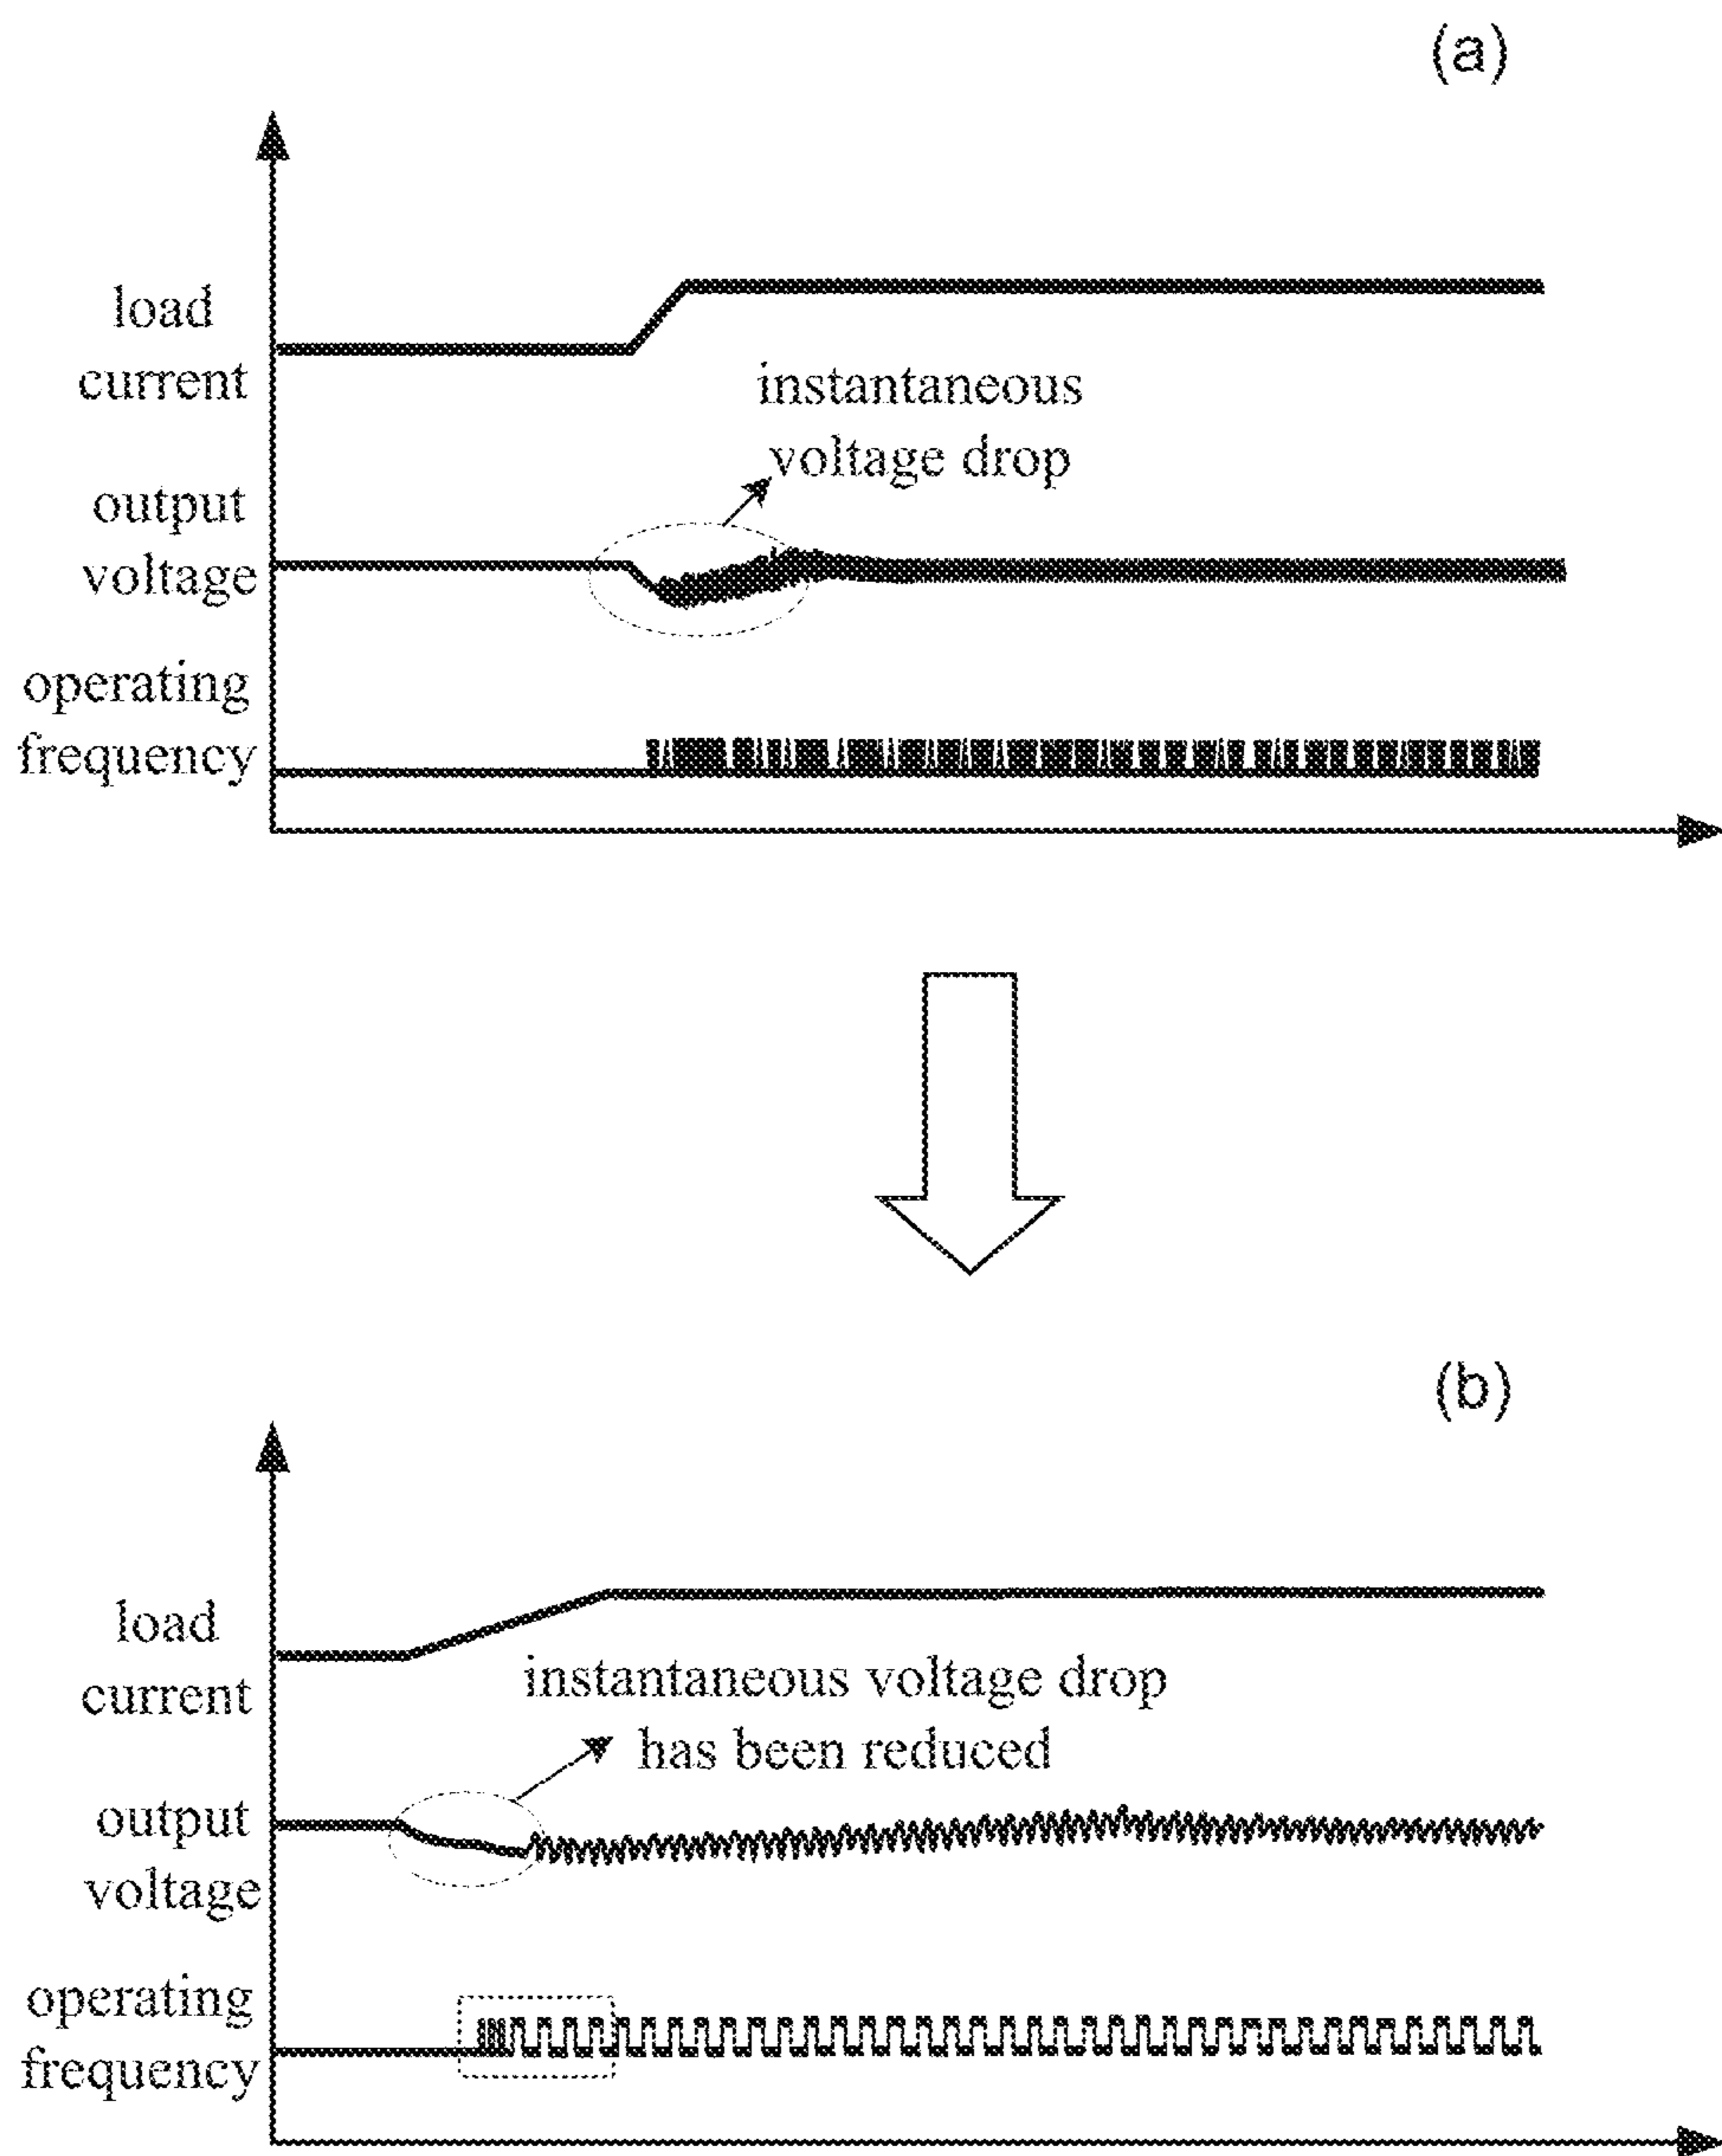 (a)
load
current
instantaneous
voltage drop
output
voltage
operating
frequency
(b)
load
current
instantaneous voltage drop
has been reduced
output
voltage
operating
frequency